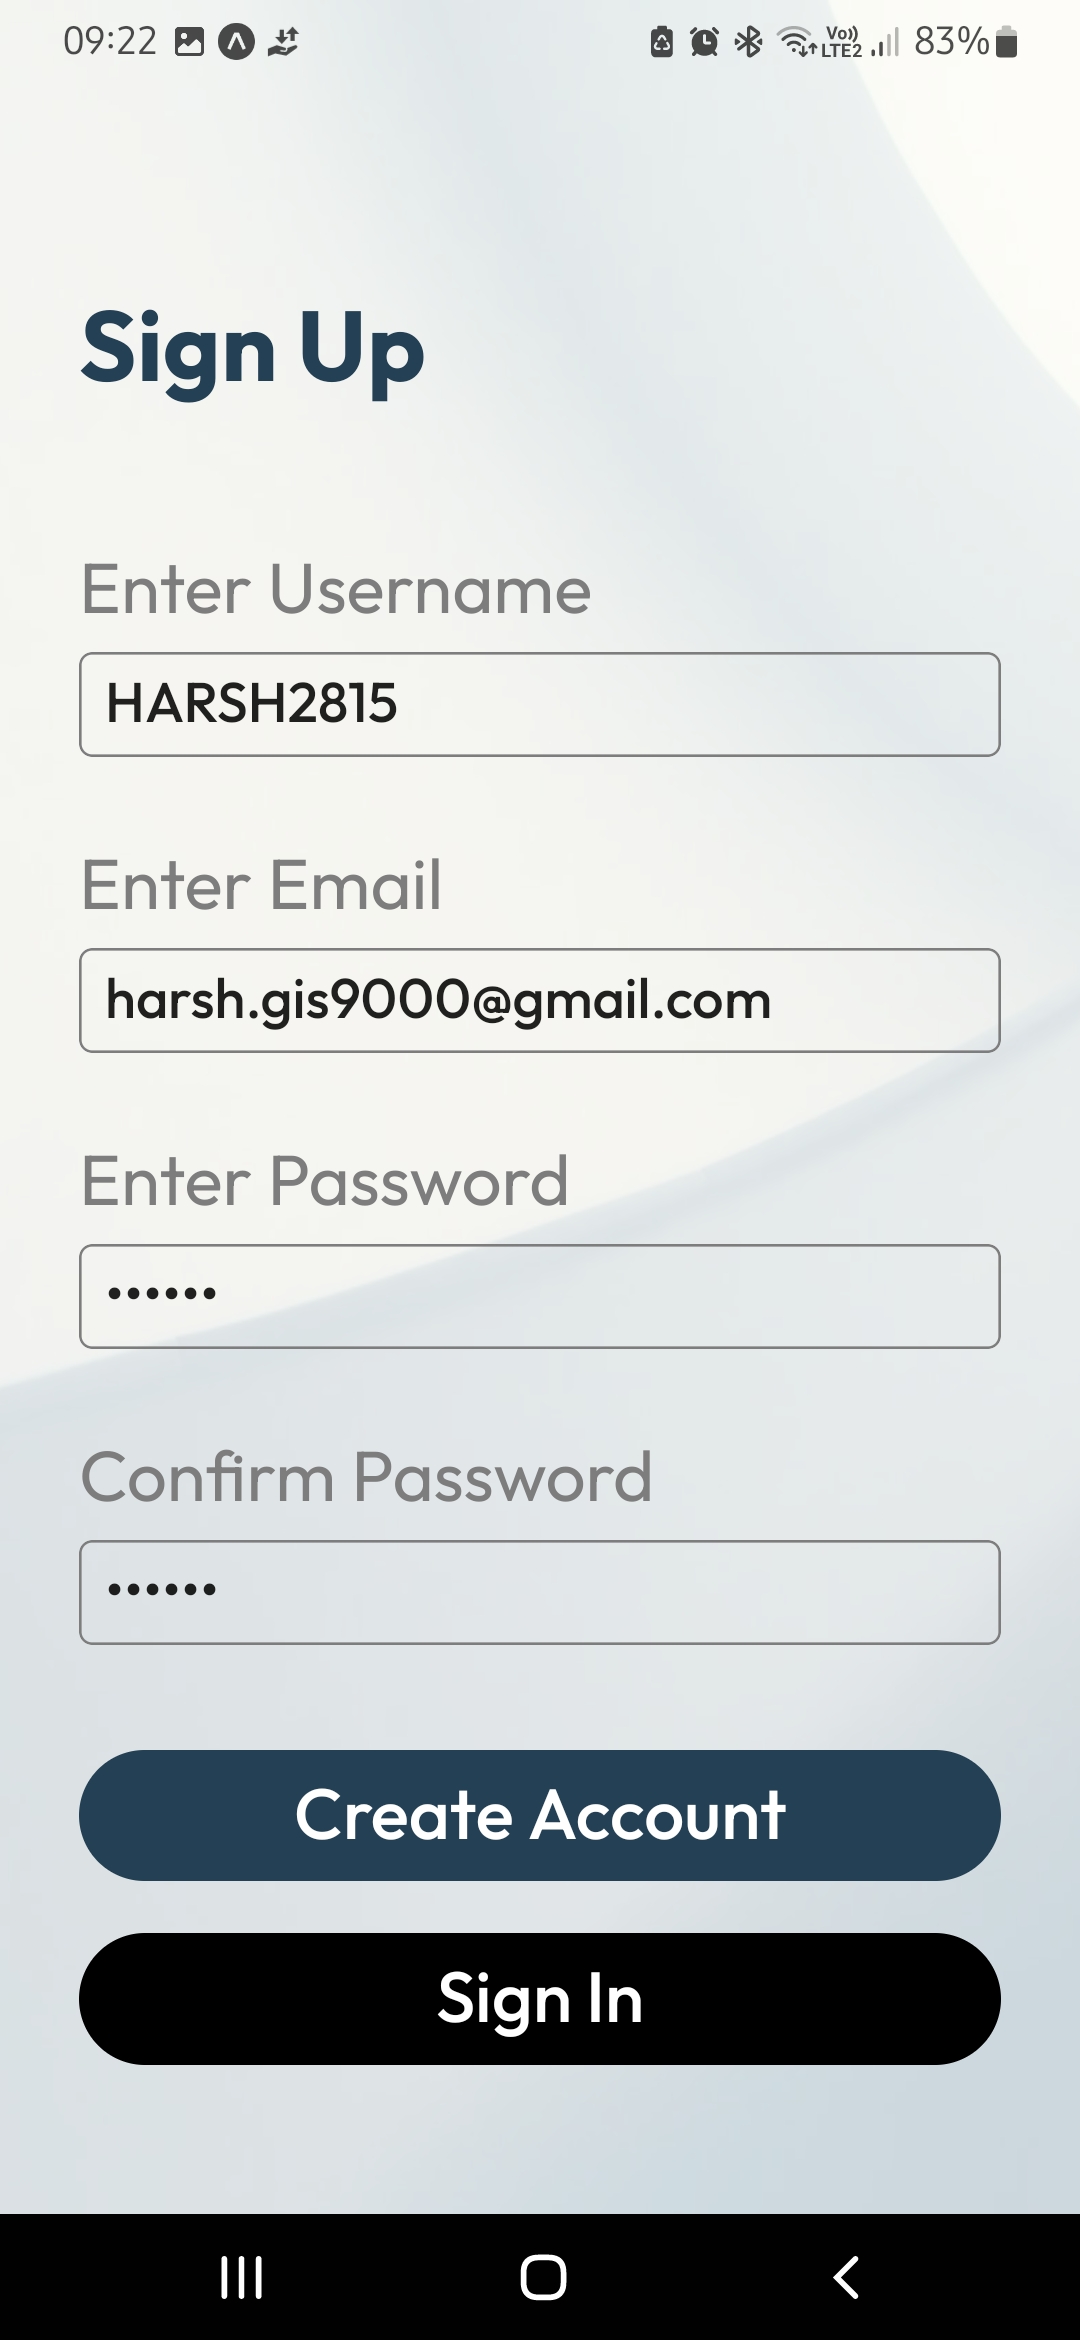 09:22 Vo)) LTE2 83%
Sign Up
Enter Username
HARSH2815
Enter Email
harsh.gis9000@gmail.com
Enter Password
••••••
Confirm Password
••••••
Create Account
Sign In